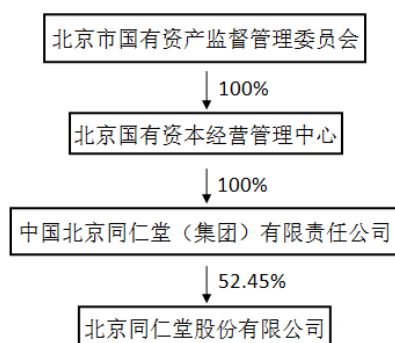 北京市国有资产监督管理委员会
100%
北京国有资本经营管理中心
100%
中国北京同仁堂（集团）有限责任公司
52.45%
北京同仁堂股份有限公司